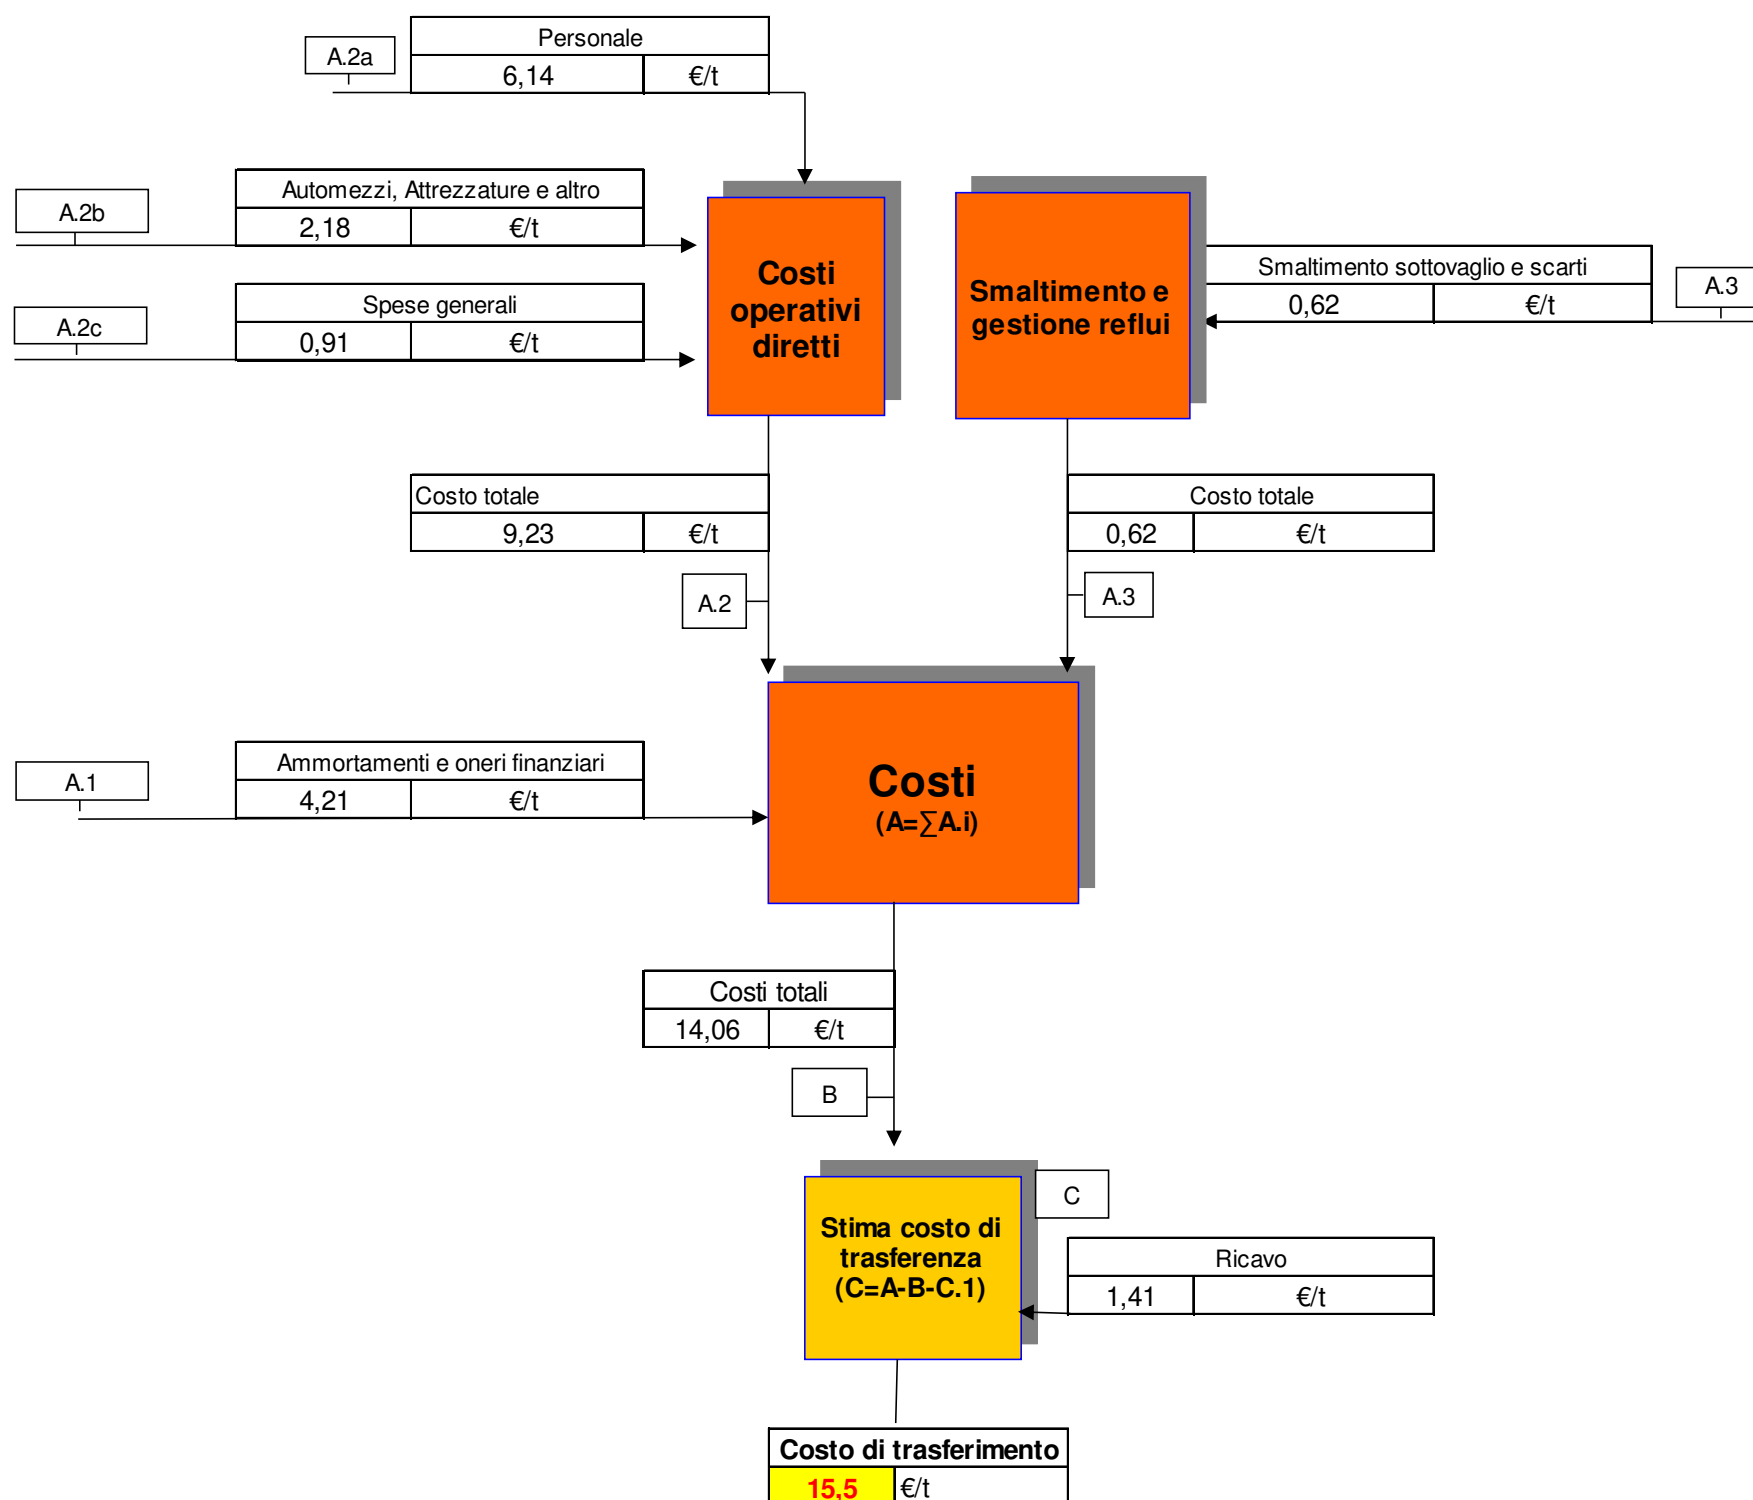 Personale
A.2a
6,14 €/t
Automezzi, Attrezzature e altro
A.2b
2,18 €/t
Spese generali
A.2c
0,91 €/t
Costi
operativi
diretti
Smaltimento e
gestione reflui
Smaltimento sottovaglio e scarti
A.3
0,62 €/t
Costo totale
9,23 €/t
Costo totale
0,62 €/t
A.2
A.3
Ammortamenti e oneri finanziari
A.1
4,21 €/t
Costi
(A=∑A.i)
Costi totali
14,06 €/t
B
C
Stima costo di
trasferenza
(C=A-B-C.1)
Ricavo
1,41 €/t
Costo di trasferimento
15,5 €/t